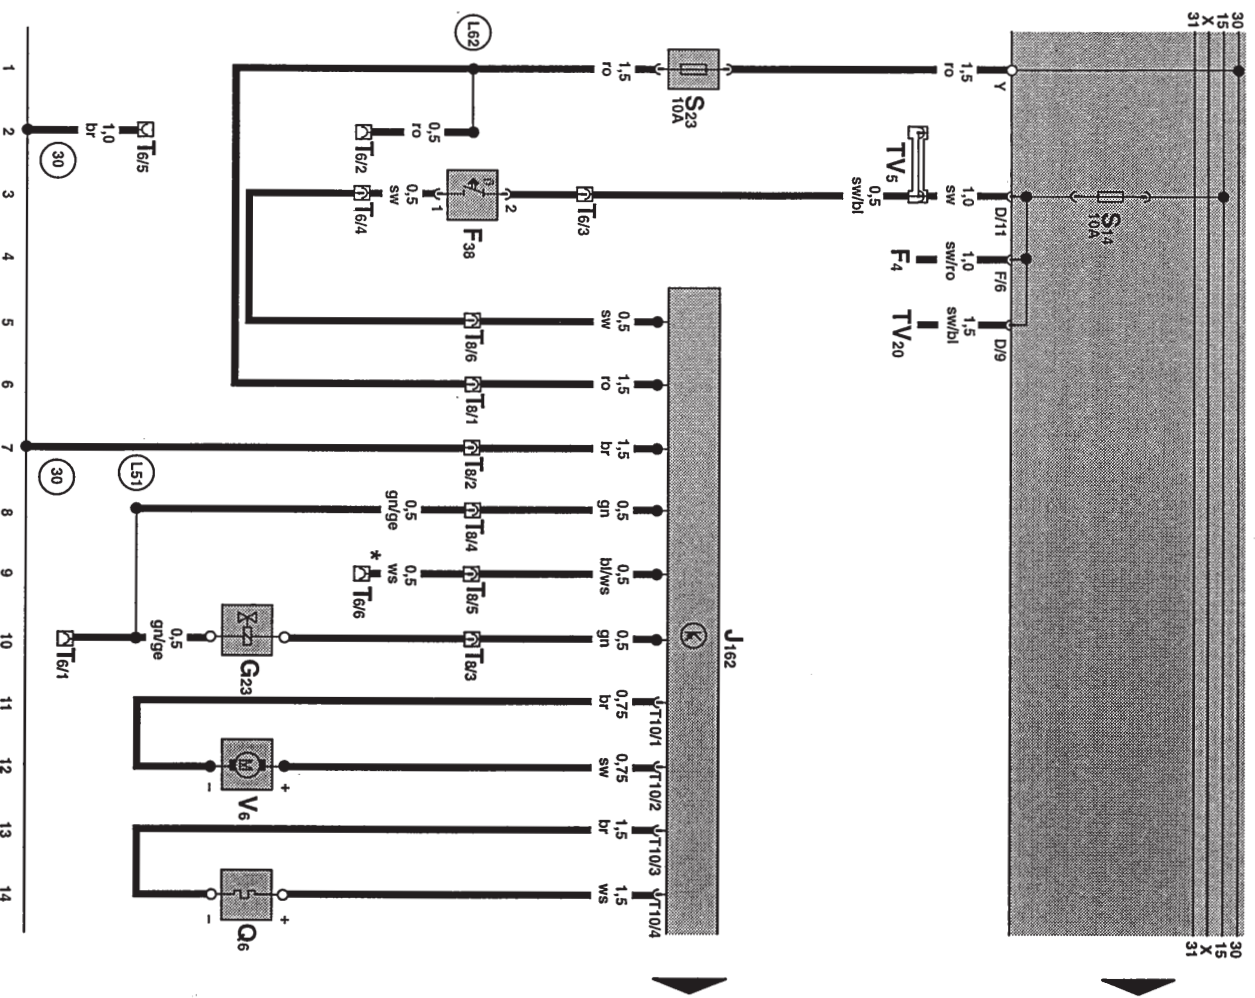 30
15
X
31
Y
D/11
F/6
D/9
S14
10A
1,5
ro
1,0
sw
1,0
sw/ro
1,5
sw/bl
F4
TV20
TV5
0,5
sw/bl
S23
10A
1,5
ro
L62
0,5
ro
T6/2
T6/3
2
F38
1
0,5
sw
T6/4
1,0
br
T6/5
30
J162
K
0,5
sw
1,5
ro
1,5
br
0,5
gn
0,5
bl/ws
0,5
gn
0,75
br
0,75
sw
1,5
br
1,5
ws
T10/1
T10/2
T10/3
T10/4
T8/6
T8/1
T8/2
T8/4
T8/5
T8/3
0,5
gn/ge
0,5
ws
*
T6/6
L51
30
G23
0,5
gn/ge
T6/1
+
M
-
V6
+
-
Q6
1
2
3
4
5
6
7
8
9
10
11
12
13
14
30
15
X
31